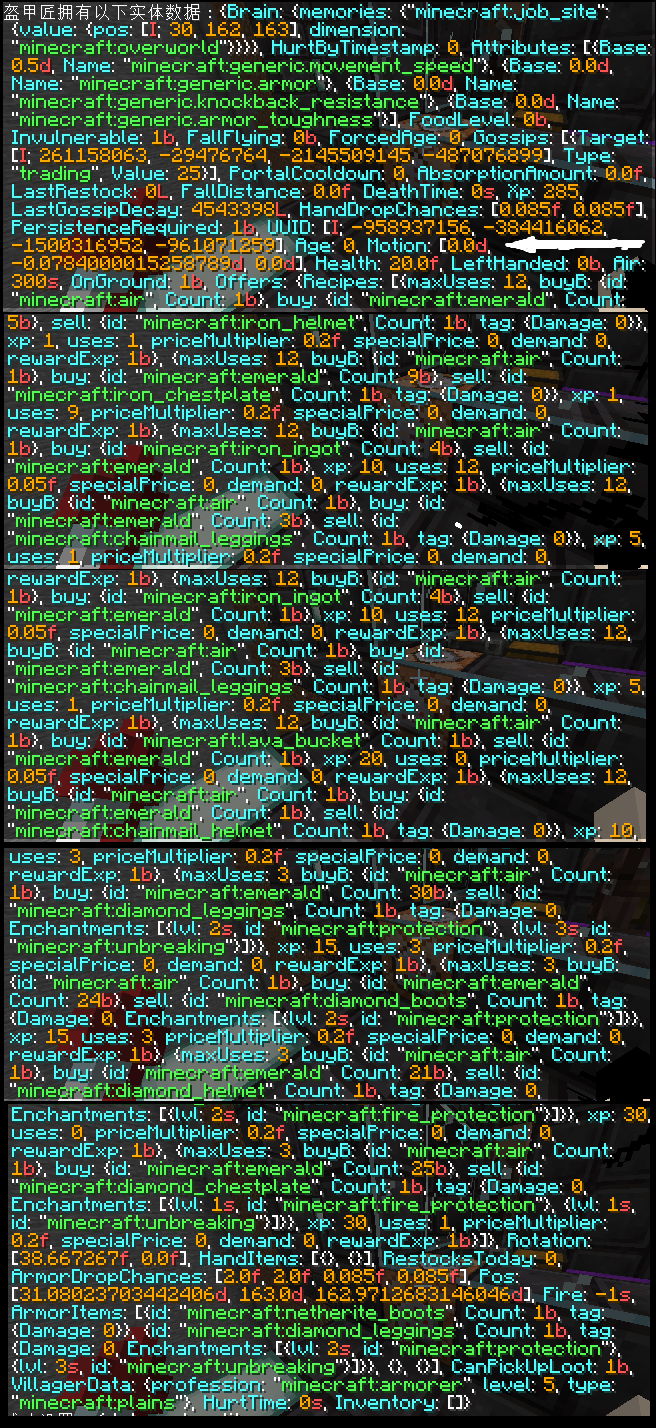 盔甲匠拥有以下实体数据：{Brain: {memories: {"minecraft:job_site":
{value: {pos: [I; 30, 162, 163], dimension:
"minecraft:overworld"}}}}, HurtByTimestamp: 0, Attributes: [{Base:
0.5d, Name: "minecraft:generic.movement_speed"}, {Base: 0.0d,
Name: "minecraft:generic.armor"}, {Base: 0.0d, Name:
"minecraft:generic.knockback_resistance"}, {Base: 0.0d, Name:
"minecraft:generic.armor_toughness"}], FoodLevel: 0b,
Invulnerable: 1b, FallFlying: 0b, ForcedAge: 0, Gossips: [{Target:
[I; 261158063, -29476764, -2145509145, -487076899], Type:
"trading", Value: 25}], PortalCooldown: 0, AbsorptionAmount: 0.0f,
LastRestock: 0L, FallDistance: 0.0f, DeathTime: 0s, Xp: 285,
LastGossipDecay: 4543398L, HandDropChances: [0.085f, 0.085f],
PersistenceRequired: 1b, UUID: [I; -958937156, -384416062,
-1500316952, -961071259], Age: 0, Motion: [0.0d,
-0.0784000015258789d, 0.0d], Health: 20.0f, LeftHanded: 0b, Air:
300s, OnGround: 1b, Offers: {Recipes: [{maxUses: 12, buyB: {id:
"minecraft:air", Count: 1b}, buy: {id: "minecraft:emerald", Count:
5b}, sell: {id: "minecraft:iron_helmet", Count: 1b, tag: {Damage: 0}},
xp: 1, uses: 1, priceMultiplier: 0.2f, specialPrice: 0, demand: 0,
rewardExp: 1b}, {maxUses: 12, buyB: {id: "minecraft:air", Count:
1b}, buy: {id: "minecraft:emerald", Count: 9b}, sell: {id:
"minecraft:iron_chestplate", Count: 1b, tag: {Damage: 0}}, xp: 1,
uses: 9, priceMultiplier: 0.2f, specialPrice: 0, demand: 0,
rewardExp: 1b}, {maxUses: 12, buyB: {id: "minecraft:air", Count:
1b}, buy: {id: "minecraft:iron_ingot", Count: 4b}, sell: {id:
"minecraft:emerald", Count: 1b}, xp: 10, uses: 12, priceMultiplier:
0.05f, specialPrice: 0, demand: 0, rewardExp: 1b}, {maxUses: 12,
buyB: {id: "minecraft:air", Count: 1b}, buy: {id:
"minecraft:emerald", Count: 3b}, sell: {id:
"minecraft:chainmail_leggings", Count: 1b, tag: {Damage: 0}}, xp: 5,
uses: 1, priceMultiplier: 0.2f, specialPrice: 0, demand: 0,
rewardExp: 1b}, {maxUses: 12, buyB: {id: "minecraft:air", Count:
1b}, buy: {id: "minecraft:iron_ingot", Count: 4b}, sell: {id:
"minecraft:emerald", Count: 1b}, xp: 10, uses: 12, priceMultiplier:
0.05f, specialPrice: 0, demand: 0, rewardExp: 1b}, {maxUses: 12,
buyB: {id: "minecraft:air", Count: 1b}, buy: {id:
"minecraft:emerald", Count: 3b}, sell: {id:
"minecraft:chainmail_leggings", Count: 1b, tag: {Damage: 0}}, xp: 5,
uses: 1, priceMultiplier: 0.2f, specialPrice: 0, demand: 0,
rewardExp: 1b}, {maxUses: 12, buyB: {id: "minecraft:air", Count:
1b}, buy: {id: "minecraft:lava_bucket", Count: 1b}, sell: {id:
"minecraft:emerald", Count: 1b}, xp: 20, uses: 0, priceMultiplier:
0.05f, specialPrice: 0, demand: 0, rewardExp: 1b}, {maxUses: 12,
buyB: {id: "minecraft:air", Count: 1b}, buy: {id:
"minecraft:emerald", Count: 1b}, sell: {id:
"minecraft:chainmail_helmet", Count: 1b, tag: {Damage: 0}}, xp: 10,
uses: 3, priceMultiplier: 0.2f, specialPrice: 0, demand: 0,
rewardExp: 1b}, {maxUses: 3, buyB: {id: "minecraft:air", Count:
1b}, buy: {id: "minecraft:emerald", Count: 30b}, sell: {id:
"minecraft:diamond_leggings", Count: 1b, tag: {Damage: 0,
Enchantments: [{lvl: 2s, id: "minecraft:protection"}, {lvl: 3s,
id: "minecraft:unbreaking"}]}}, xp: 15, uses: 3, priceMultiplier: 0.2f,
specialPrice: 0, demand: 0, rewardExp: 1b}, {maxUses: 3, buyB:
{id: "minecraft:air", Count: 1b}, buy: {id: "minecraft:emerald",
Count: 24b}, sell: {id: "minecraft:diamond_boots", Count: 1b, tag:
{Damage: 0, Enchantments: [{lvl: 2s, id: "minecraft:protection"}]}},
xp: 15, uses: 3, priceMultiplier: 0.2f, specialPrice: 0, demand: 0,
rewardExp: 1b}, {maxUses: 3, buyB: {id: "minecraft:air", Count:
1b}, buy: {id: "minecraft:emerald", Count: 21b}, sell: {id:
"minecraft:diamond_helmet", Count: 1b, tag: {Damage: 0,
Enchantments: [{lvl: 2s, id: "minecraft:fire_protection"}]}}, xp: 30,
uses: 0, priceMultiplier: 0.2f, specialPrice: 0, demand: 0,
rewardExp: 1b}, {maxUses: 3, buyB: {id: "minecraft:air", Count:
1b}, buy: {id: "minecraft:emerald", Count: 25b}, sell: {id:
"minecraft:diamond_chestplate", Count: 1b, tag: {Damage: 0,
Enchantments: [{lvl: 1s, id: "minecraft:fire_protection"}, {lvl: 1s,
id: "minecraft:unbreaking"}]}}, xp: 30, uses: 1, priceMultiplier:
0.2f, specialPrice: 0, demand: 0, rewardExp: 1b}]}, Rotation:
[38.667267f, 0.0f], HandItems: [{}, {}], RestocksToday: 0,
ArmorDropChances: [2.0f, 2.0f, 0.085f, 0.085f], Pos:
[31.08023703442406d, 163.0d, 162.9712683146046d], Fire: -1s,
ArmorItems: [{id: "minecraft:netherite_boots", Count: 1b, tag:
{Damage: 0}}, {id: "minecraft:diamond_leggings", Count: 1b, tag:
{Damage: 0, Enchantments: [{lvl: 2s, id: "minecraft:protection"},
{lvl: 3s, id: "minecraft:unbreaking"}]}}, {}, {}], CanPickUpLoot: 1b,
VillagerData: {profession: "minecraft:armorer", level: 5, type:
"minecraft:plains"}, HurtTime: 0s, Inventory: []}